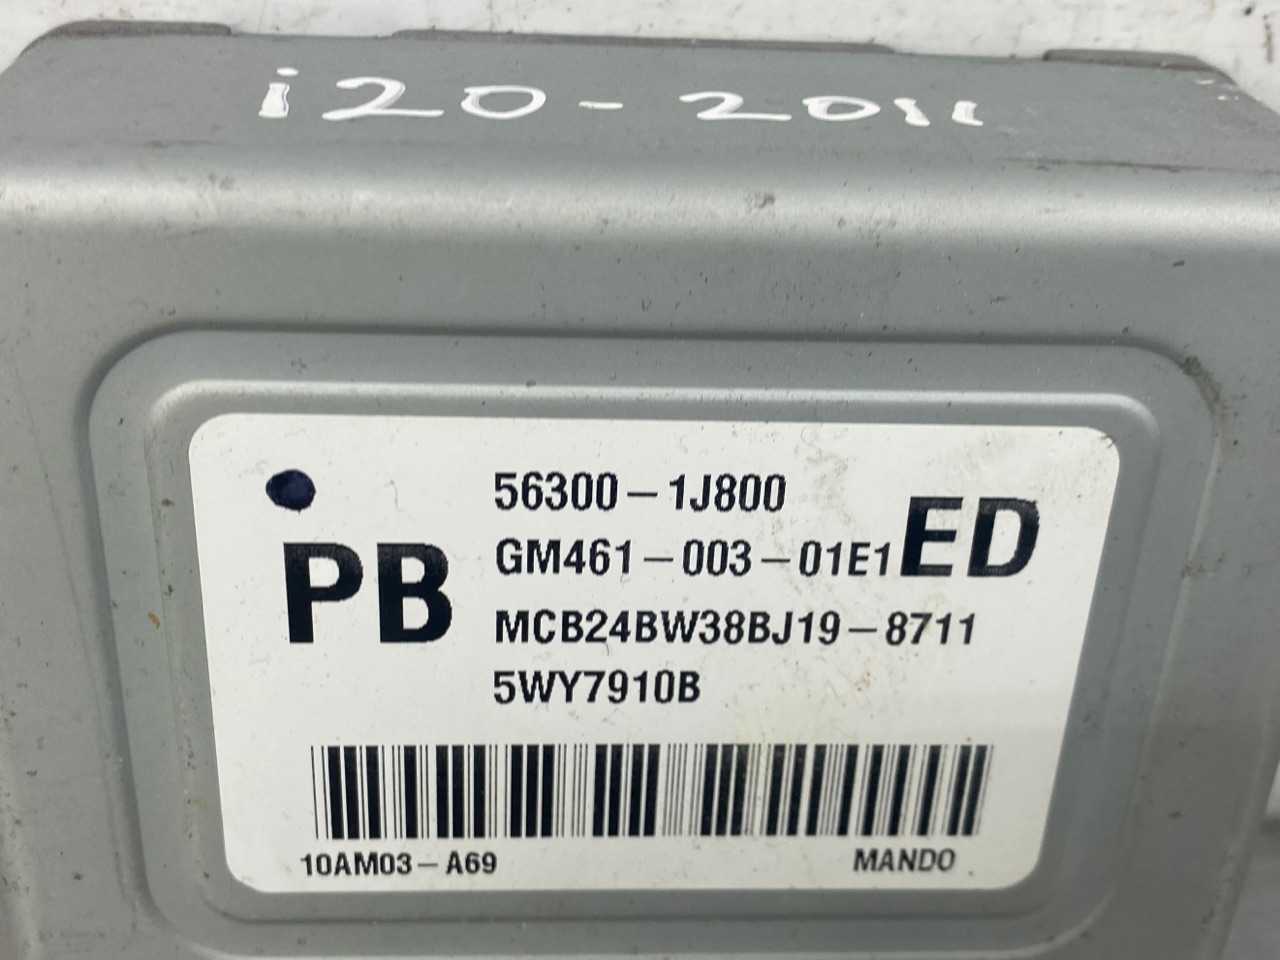 i20-2011
56300-1J800
PB GM461-003-01E1 ED
MCB24BW38BJ19-8711
5WY7910B
10AM03-A69 MANDO